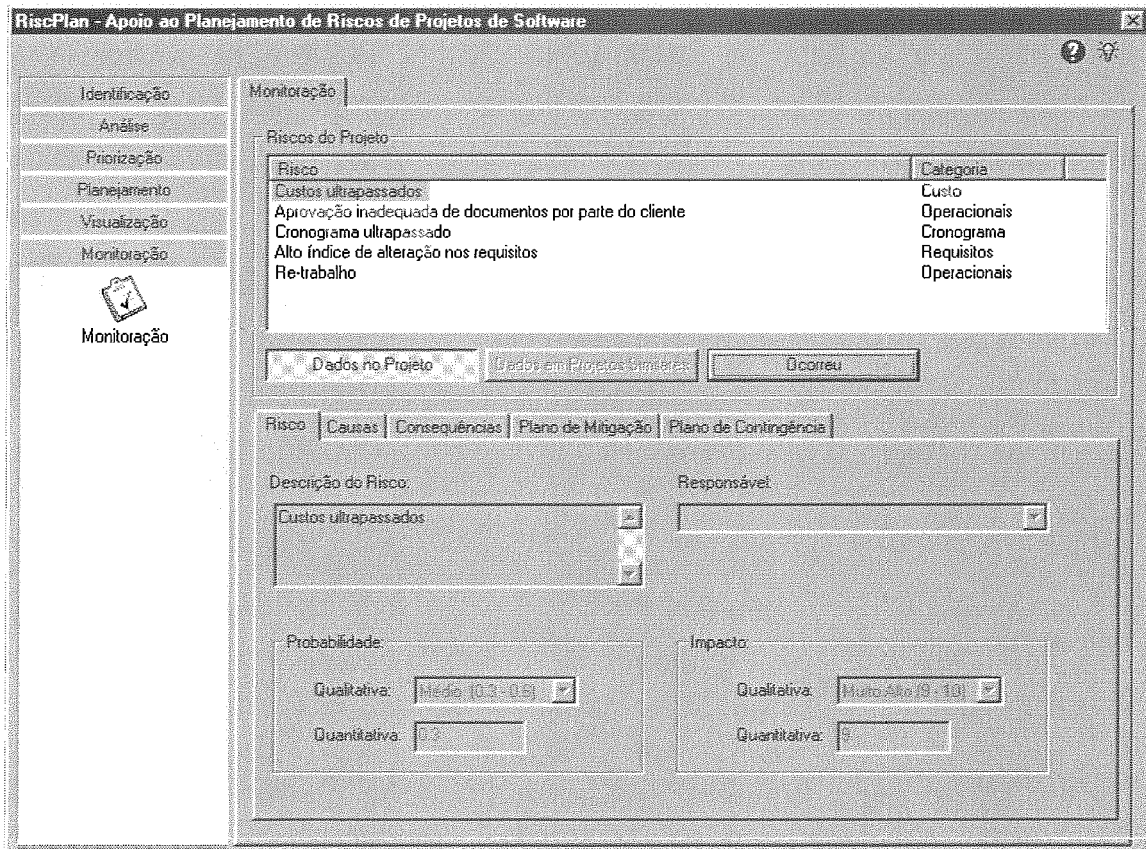 RiscPlan - Apoio ao Planejamento de Riscos de Projetos de Software
Identificação
Análise
Priorização
Planejamento
Visualização
Monitoração
Monitoração
Monitoração
Riscos do Projeto
Risco Categoria
Custos ultrapassados Custo
Aprovação inadequada de documentos por parte do cliente Operacionais
Cronograma ultrapassado Cronograma
Alto índice de alteração nos requisitos Requisitos
Re-trabalho Operacionais
Dados no Projeto Dados em Projetos Similares Ocorreu
Risco Causas Consequências Plano de Mitigação Plano de Contingência
Descrição do Risco: Responsável:
Custos ultrapassados
Probabilidade: Impacto:
Qualitativa: Médio (0.3 - 0.6) Qualitativa: Muito Alto (9 - 10)
Quantitativa: Quantitativa: 9